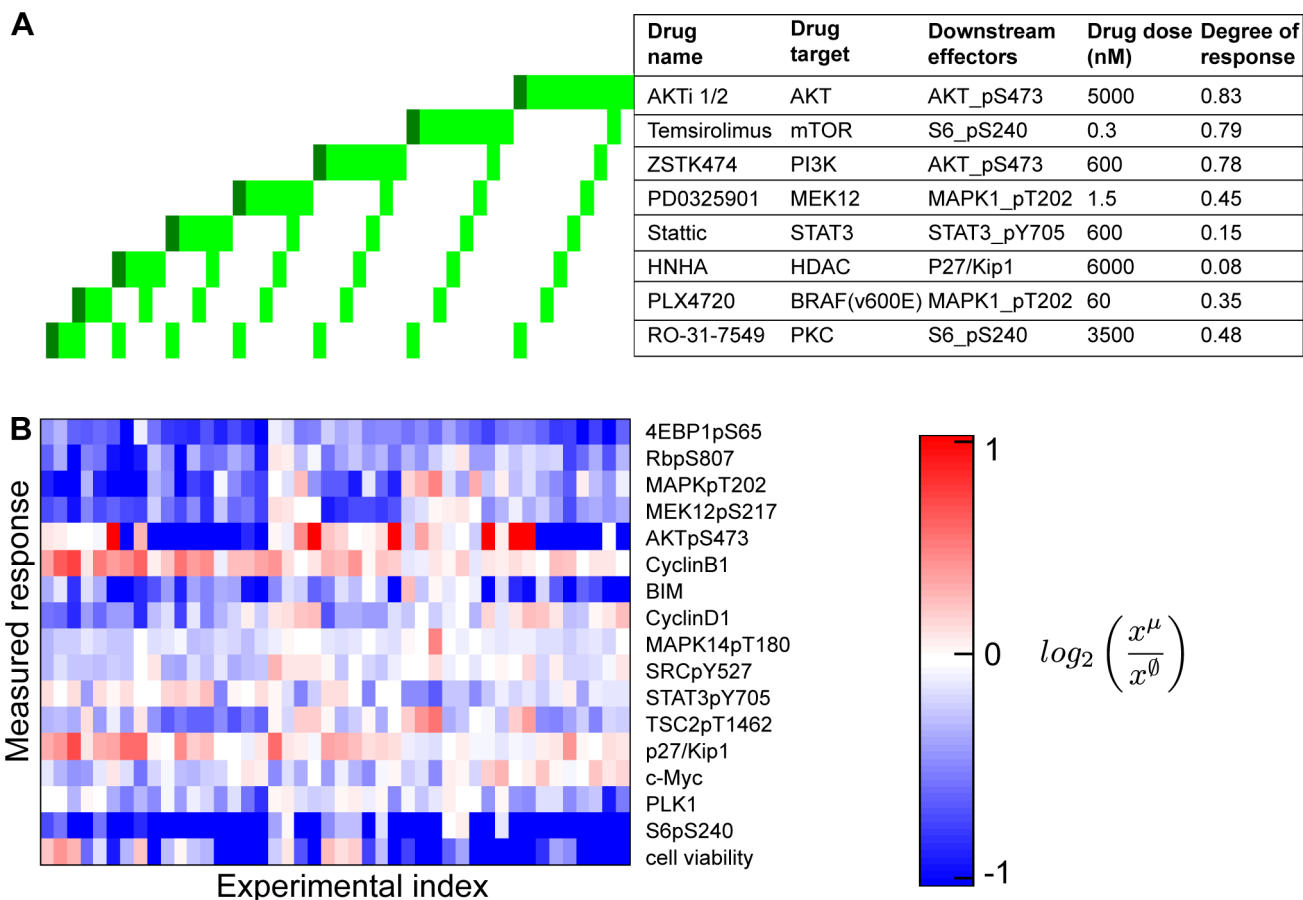 A
Drug name Drug target Downstream effectors Drug dose (nM) Degree of response
AKTi 1/2 AKT AKT_pS473 5000 0.83
Temsirolimus mTOR S6_pS240 0.3 0.79
ZSTK474 PI3K AKT_pS473 600 0.78
PD0325901 MEK12 MAPK1_pT202 1.5 0.45
Stattic STAT3 STAT3_pY705 600 0.15
HNHA HDAC P27/Kip1 6000 0.08
PLX4720 BRAF(v600E) MAPK1_pT202 60 0.35
RO-31-7549 PKC S6_pS240 3500 0.48
B
Measured response
4EBP1pS65
RbpS807
MAPKpT202
MEK12pS217
AKTpS473
CyclinB1
BIM
CyclinD1
MAPK14pT180
SRCpY527
STAT3pY705
TSC2pT1462
p27/Kip1
c-Myc
PLK1
S6pS240
cell viability
Experimental index
1
0
-1
log₂ (x^μ / x^∅)